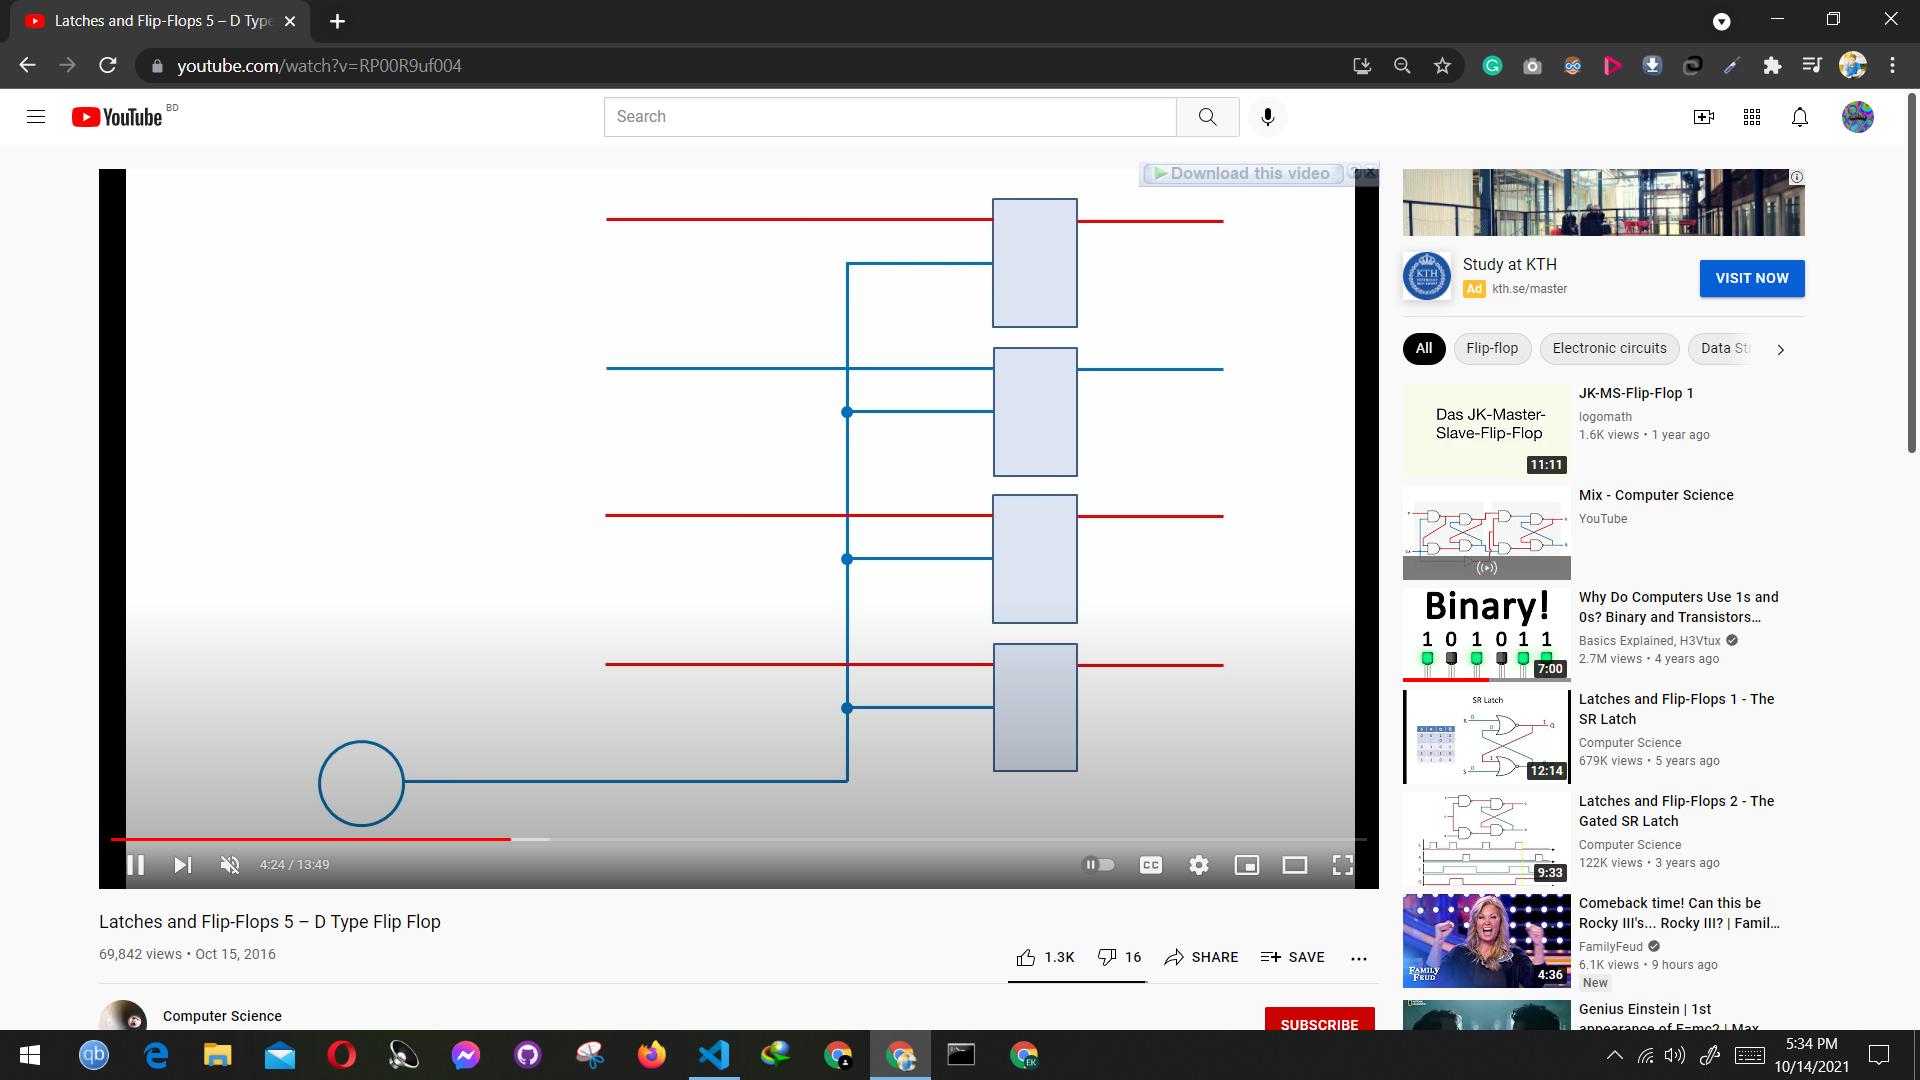 Latches and Flip-Flops 5 – D Type
youtube.com/watch?v=RP00R9uf004
YouTube BD
Search
Download this video
4:24 / 13:49
CC
Latches and Flip-Flops 5 – D Type Flip Flop
69,842 views • Oct 15, 2016
1.3K 16 SHARE SAVE
Computer Science
SUBSCRIBE
KTH
Study at KTH
Ad kth.se/master
VISIT NOW
All Flip-flop Electronic circuits Data Str
Das JK-Master-
Slave-Flip-Flop
11:11
JK-MS-Flip-Flop 1
logomath
1.6K views • 1 year ago
Mix - Computer Science
YouTube
Binary!
1 0 1 0 1 1
7:00
Why Do Computers Use 1s and
0s? Binary and Transistors...
Basics Explained, H3Vtux
2.7M views • 4 years ago
SR Latch
12:14
Latches and Flip-Flops 1 - The
SR Latch
Computer Science
679K views • 5 years ago
9:33
Latches and Flip-Flops 2 - The
Gated SR Latch
Computer Science
122K views • 3 years ago
FAMILY
FEUD
4:36
Comeback time! Can this be
Rocky III's... Rocky III? | Famil...
FamilyFeud
6.1K views • 9 hours ago
New
Genius Einstein | 1st
appearance of E=mc2 | Max
qb
EK
5:34 PM
10/14/2021